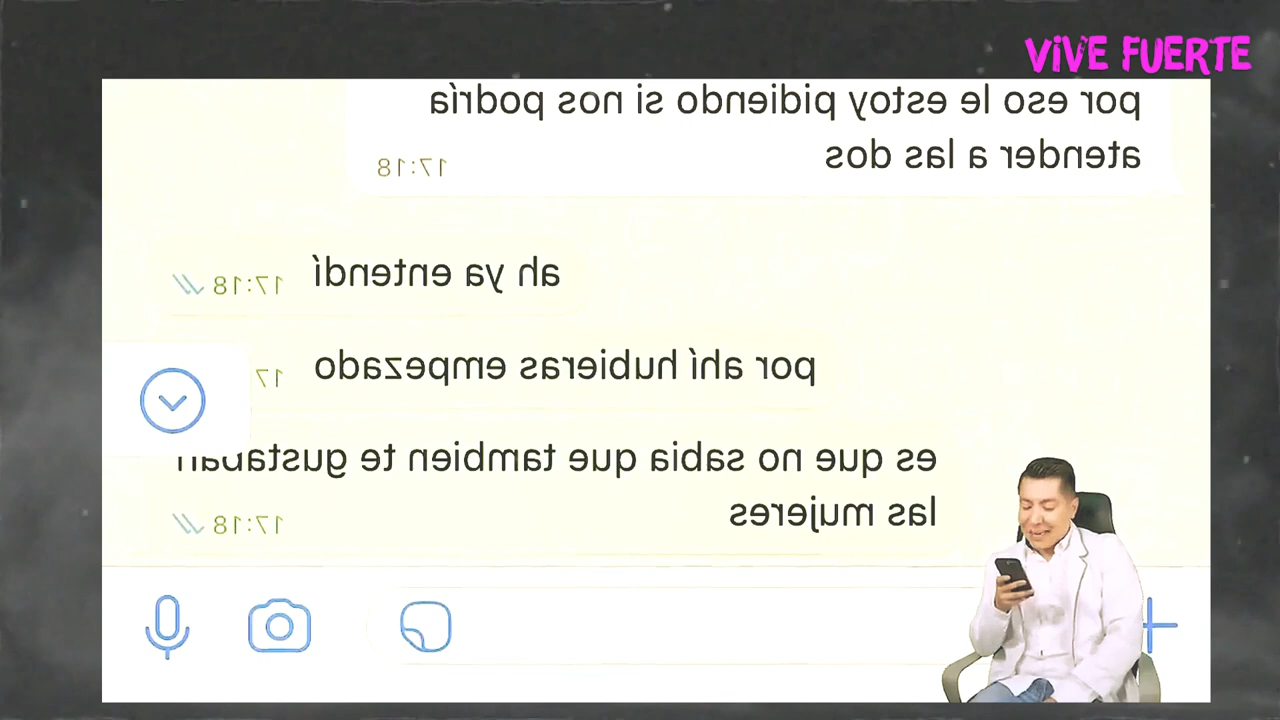 VIVE FUERTE
por eso le estoy pidiendo si nos podría
atender a las dos
17:18
ah ya entendí
17:18
por ahí hubieras empezado
17
es que no sabia que tambien te gustaban
las mujeres
17:18